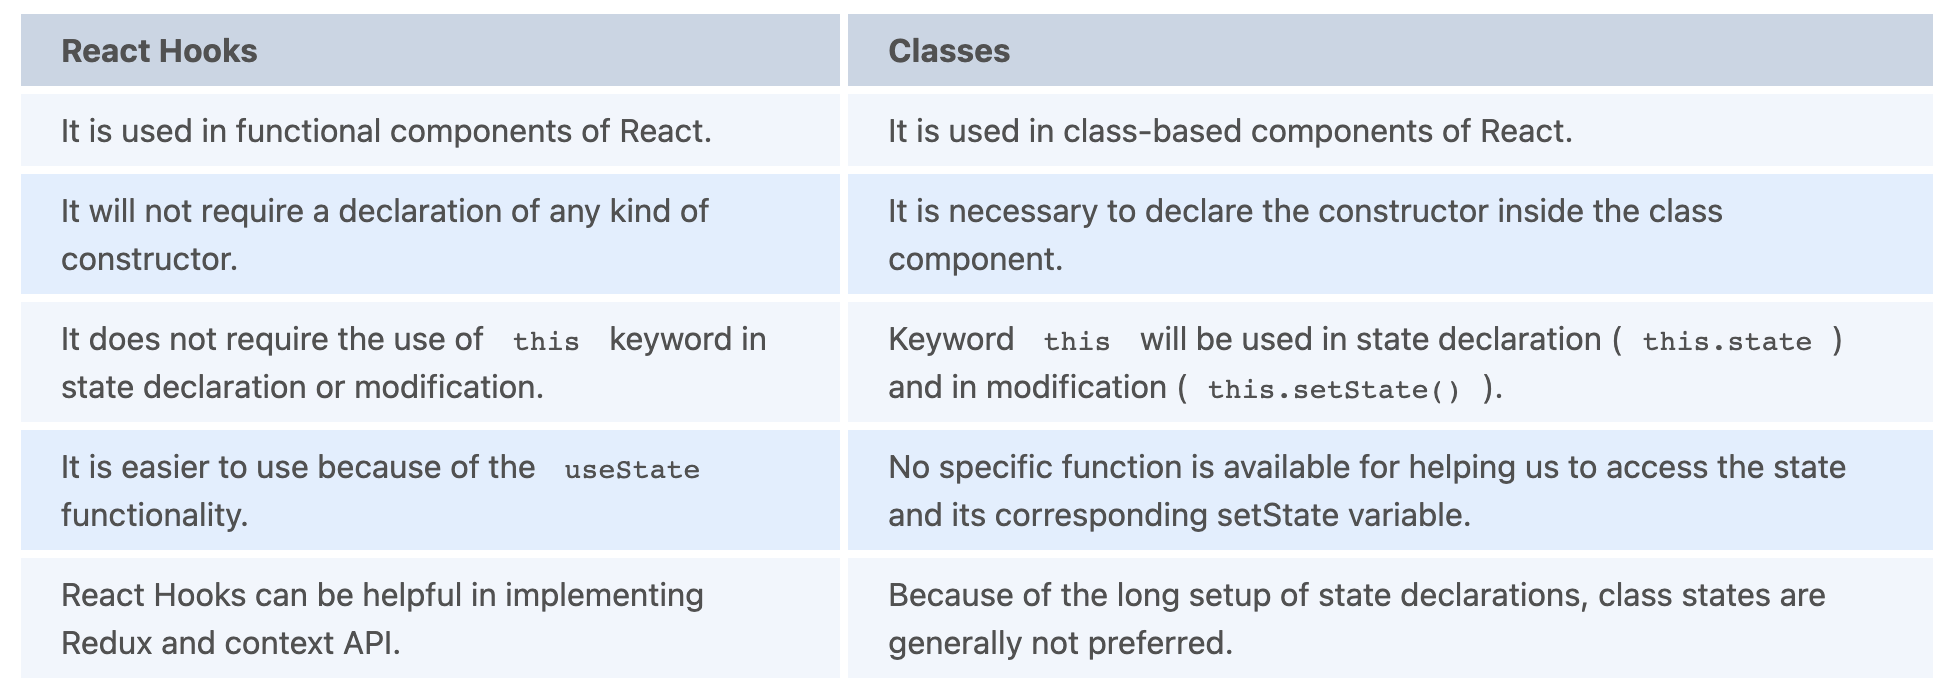 React Hooks
Classes
It is used in functional components of React.
It is used in class-based components of React.
It will not require a declaration of any kind of
constructor.
It is necessary to declare the constructor inside the class
component.
It does not require the use of this keyword in
state declaration or modification.
Keyword this will be used in state declaration ( this.state )
and in modification ( this.setState() ).
It is easier to use because of the useState
functionality.
No specific function is available for helping us to access the state
and its corresponding setState variable.
React Hooks can be helpful in implementing
Redux and context API.
Because of the long setup of state declarations, class states are
generally not preferred.